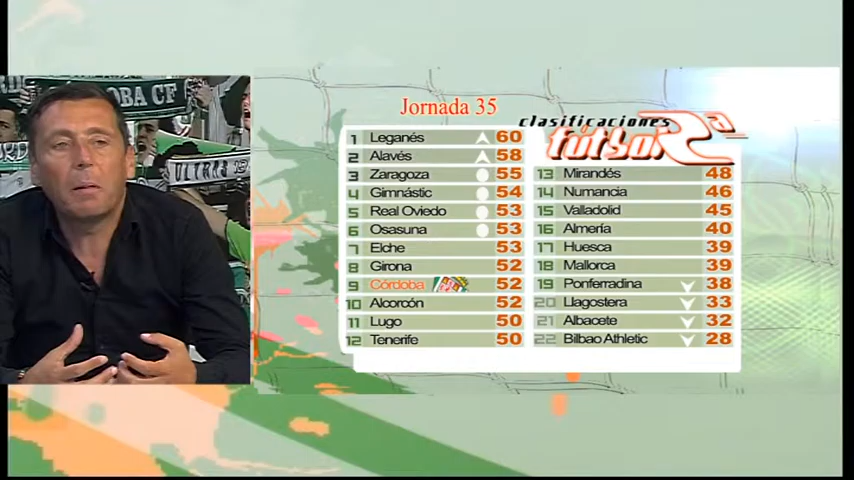 OBA CF
ULTRAS
Jornada 35
clasificaciones
fútbol 2ª
1 Leganés 60
2 Alavés 58
3 Zaragoza 55
4 Gimnástic 54
5 Real Oviedo 53
6 Osasuna 53
7 Elche 53
8 Girona 52
9 Córdoba 52
10 Alcorcón 52
11 Lugo 50
12 Tenerife 50
13 Mirandés 48
14 Numancia 46
15 Valladolid 45
16 Almería 40
17 Huesca 39
18 Mallorca 39
19 Ponferradina 38
20 Llagostera 33
21 Albacete 32
22 Bilbao Athletic 28